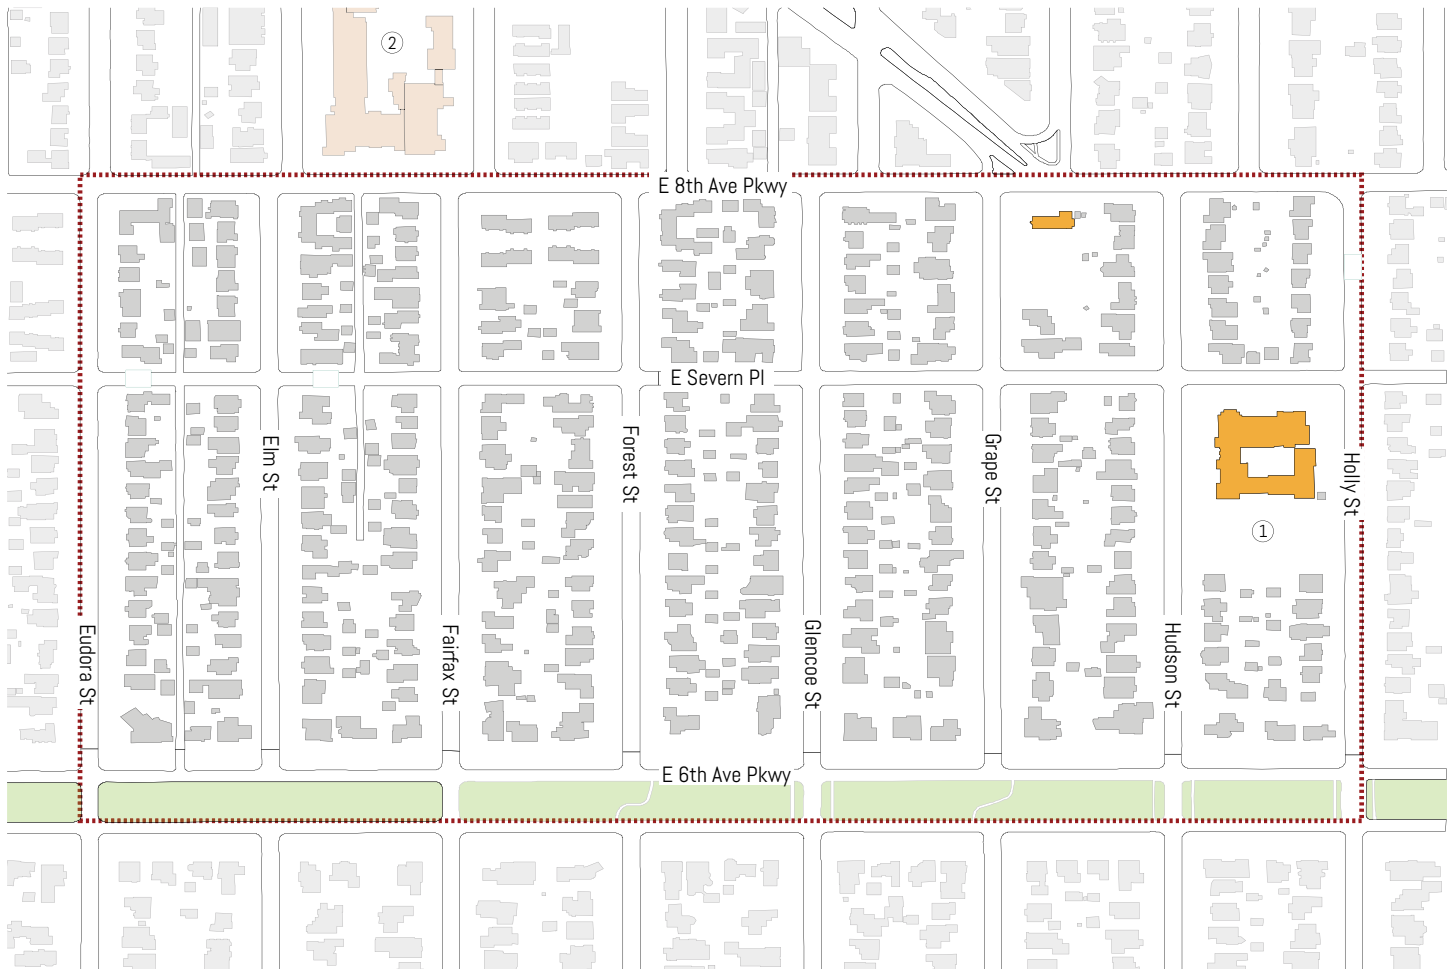 2
E 8th Ave Pkwy
E Severn Pl
Elm St
Forest St
Grape St
Holly St
1
Eudora St
Fairfax St
Glencoe St
Hudson St
E 6th Ave Pkwy